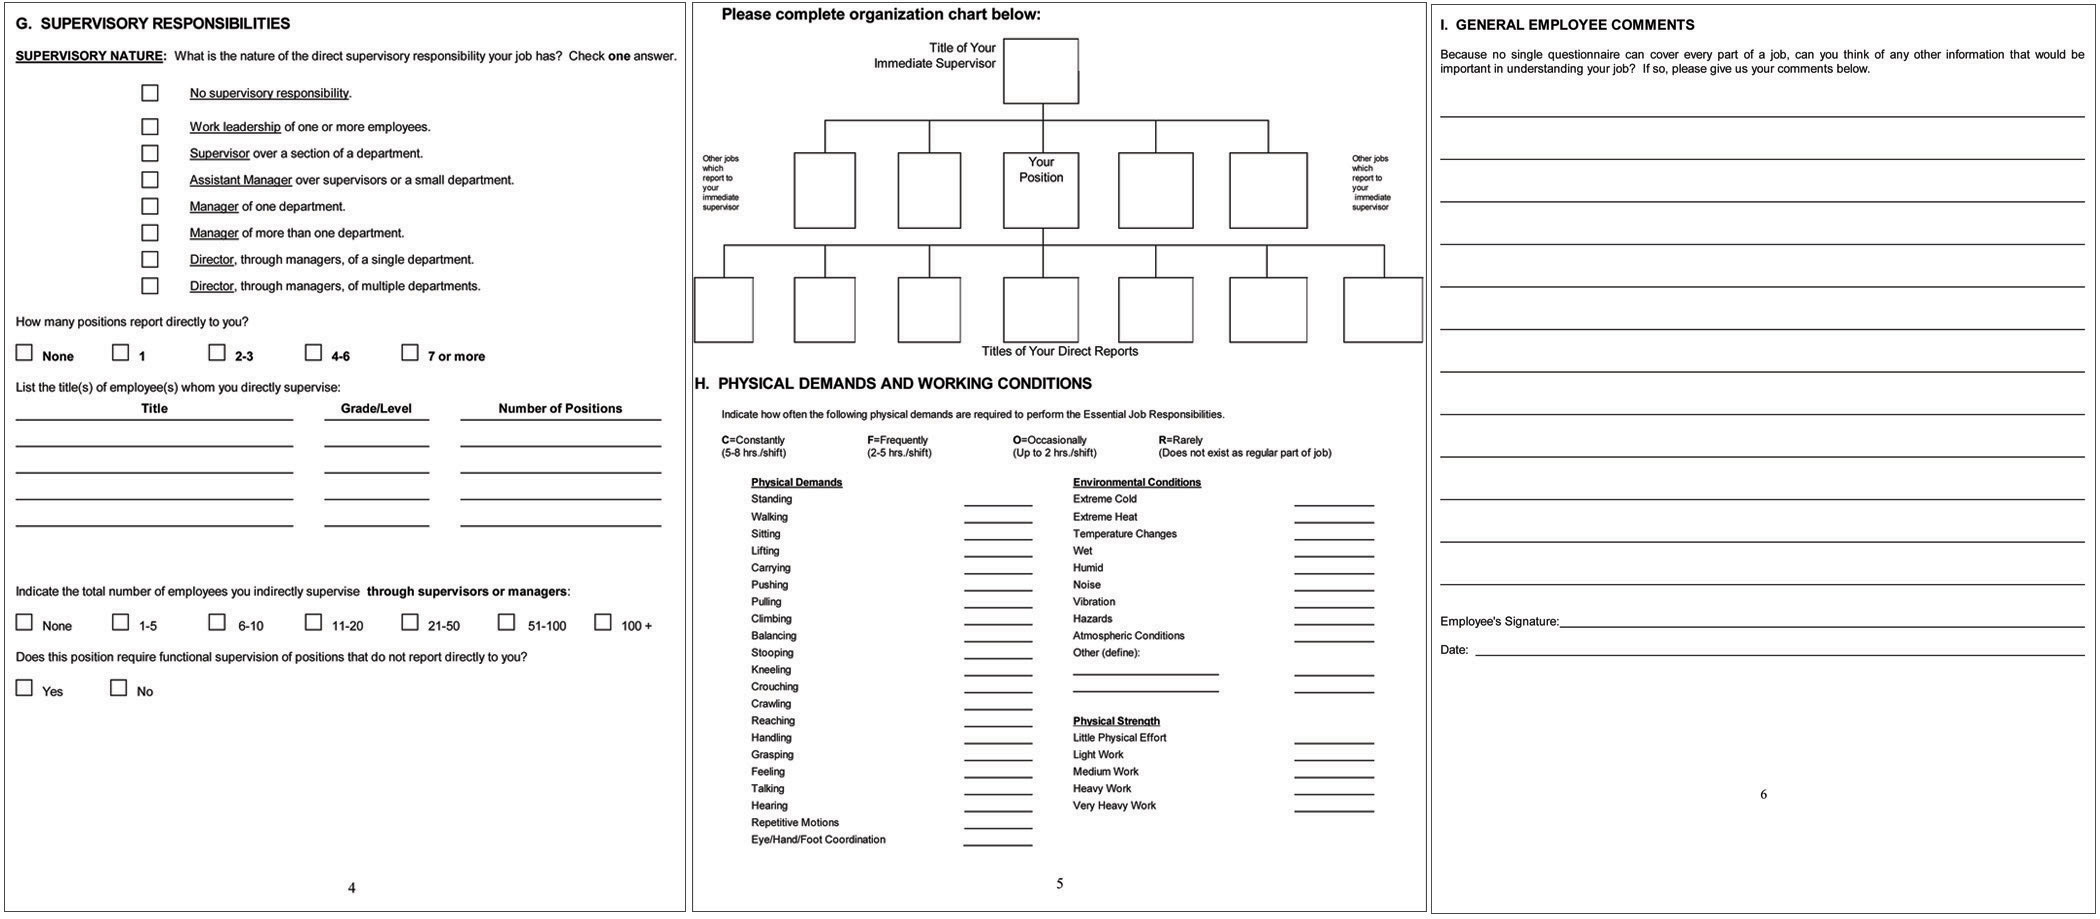 G. SUPERVISORY RESPONSIBILITIES
SUPERVISORY NATURE: What is the nature of the direct supervisory responsibility your job has? Check one answer.
No supervisory responsibility.
Work leadership of one or more employees.
Supervisor over a section of a department.
Assistant Manager over supervisors or a small department.
Manager of one department.
Manager of more than one department.
Director, through managers, of a single department.
Director, through managers, of multiple departments.
How many positions report directly to you?
None 1 2-3 4-6 7 or more
List the title(s) of employee(s) whom you directly supervise:
Title Grade/Level Number of Positions
Indicate the total number of employees you indirectly supervise through supervisors or managers:
None 1-5 6-10 11-20 21-50 51-100 100 +
Does this position require functional supervision of positions that do not report directly to you?
Yes No
4
Please complete organization chart below:
Title of Your
Immediate Supervisor
Other jobs
which
report to
your
immediate
supervisor
Your
Position
Other jobs
which
report to
your
immediate
supervisor
Titles of Your Direct Reports
H. PHYSICAL DEMANDS AND WORKING CONDITIONS
Indicate how often the following physical demands are required to perform the Essential Job Responsibilities.
C=Constantly F=Frequently O=Occasionally R=Rarely
(5-8 hrs./shift) (2-5 hrs./shift) (Up to 2 hrs./shift) (Does not exist as regular part of job)
Physical Demands
Standing
Walking
Sitting
Lifting
Carrying
Pushing
Pulling
Climbing
Balancing
Stooping
Kneeling
Crouching
Crawling
Reaching
Handling
Grasping
Feeling
Talking
Hearing
Repetitive Motions
Eye/Hand/Foot Coordination
Environmental Conditions
Extreme Cold
Extreme Heat
Temperature Changes
Wet
Humid
Noise
Vibration
Hazards
Atmospheric Conditions
Other (define):
Physical Strength
Little Physical Effort
Light Work
Medium Work
Heavy Work
Very Heavy Work
5
I. GENERAL EMPLOYEE COMMENTS
Because no single questionnaire can cover every part of a job, can you think of any other information that would be
important in understanding your job? If so, please give us your comments below.
Employee's Signature:
Date:
6